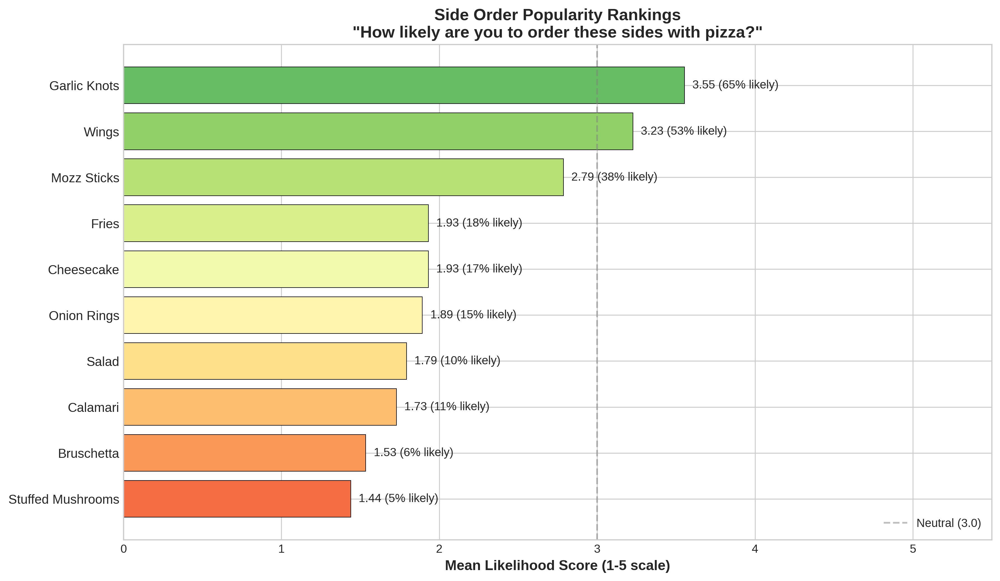 Side Order Popularity Rankings
"How likely are you to order these sides with pizza?"
Garlic Knots 3.55 (65% likely)
Wings 3.23 (53% likely)
Mozz Sticks 2.79 (38% likely)
Fries 1.93 (18% likely)
Cheesecake 1.93 (17% likely)
Onion Rings 1.89 (15% likely)
Salad 1.79 (10% likely)
Calamari 1.73 (11% likely)
Bruschetta 1.53 (6% likely)
Stuffed Mushrooms 1.44 (5% likely)
Neutral (3.0)
0 1 2 3 4 5
Mean Likelihood Score (1-5 scale)